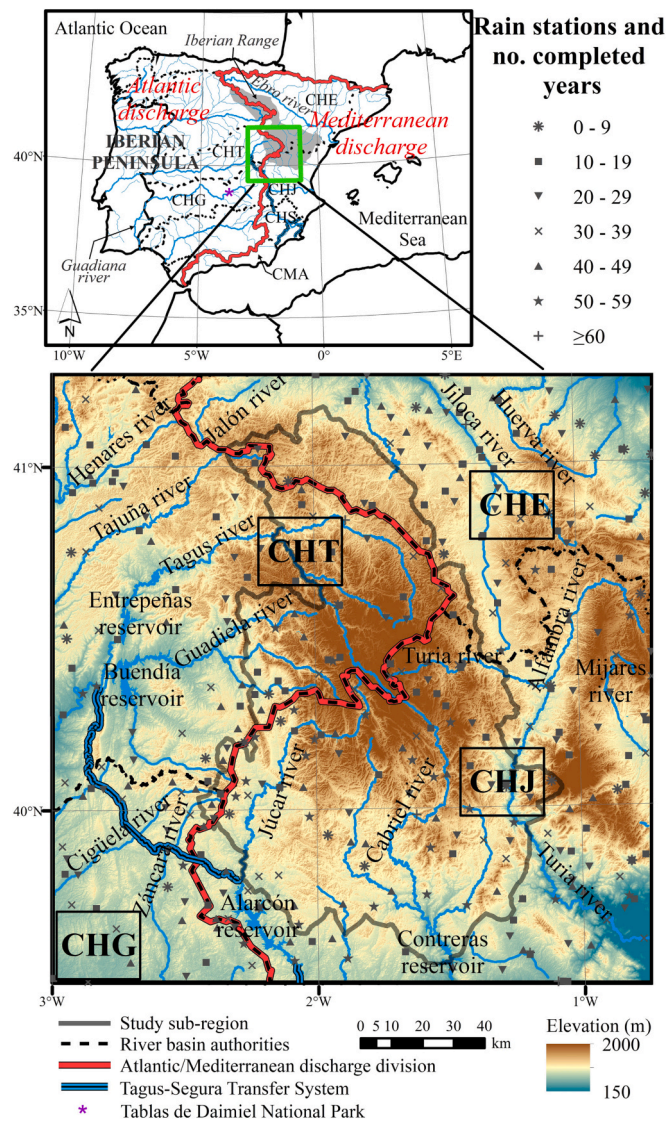 Atlantic Ocean
Iberian Range
Ebro river
CHE
Atlantic
discharge
Mediterranean
discharge
IBERIAN
PENINSULA
CHT
CHG
CHJ
CHS
CMA
Guadiana
river
Mediterranean
Sea
40°N
35°N
N
10°W
5°W
0°
5°E
Rain stations and
no. completed
years
0 - 9
10 - 19
20 - 29
30 - 39
40 - 49
50 - 59
≥60
41°N
40°N
3°W
2°W
1°W
Henares river
Jalón river
Jiloca river
Huerva river
Tajuña river
Tagus river
CHT
CHE
Entrepeñas
reservoir
Guadiela river
Buendía
reservoir
Turia river
Alfambra river
Mijares
river
Júcar river
Cabriel river
CHJ
Cigüela river
Záncara river
Turia river
Alarcón
reservoir
CHG
Contreras
reservoir
Study sub-region
River basin authorities
Atlantic/Mediterranean discharge division
Tagus-Segura Transfer System
* Tablas de Daimiel National Park
0 5 10 20 30 40
km
Elevation (m)
2000
150